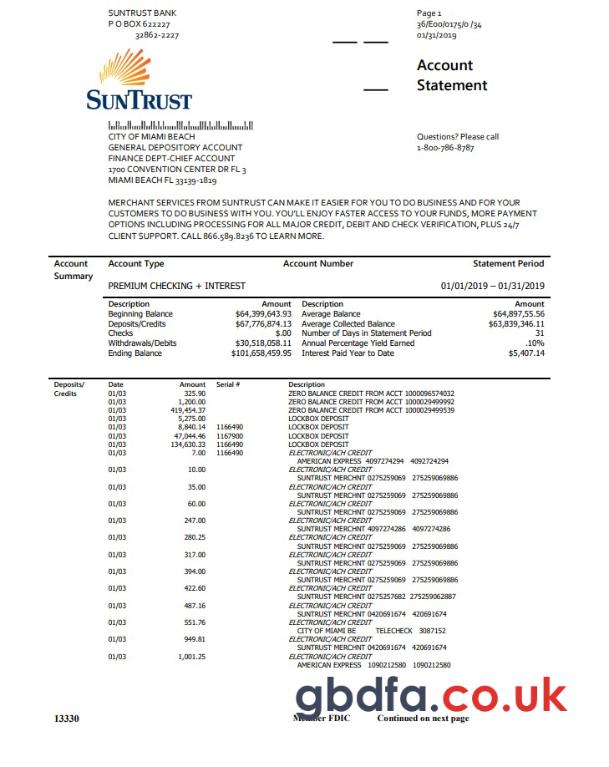 SUNTRUST BANK
P O BOX 622227
32862-2227
Page 1
36/E00/0175/0 /34
01/31/2019
Account
Statement
SUNTRUST
CITY OF MIAMI BEACH
GENERAL DEPOSITORY ACCOUNT
FINANCE DEPT-CHIEF ACCOUNT
1700 CONVENTION CENTER DR FL 3
MIAMI BEACH FL 33139-1819
Questions? Please call
1-800-786-8787
MERCHANT SERVICES FROM SUNTRUST CAN MAKE IT EASIER FOR YOU TO DO BUSINESS AND FOR YOUR
CUSTOMERS TO DO BUSINESS WITH YOU. YOU'LL ENJOY FASTER ACCESS TO YOUR FUNDS, MORE PAYMENT
OPTIONS INCLUDING PROCESSING FOR ALL MAJOR CREDIT, DEBIT AND CHECK VERIFICATION, PLUS 24/7
CLIENT SUPPORT. CALL 866.589.8236 TO LEARN MORE.
Account Summary Account Type Account Number Statement Period
PREMIUM CHECKING + INTEREST 01/01/2019 – 01/31/2019
Description Amount Description Amount
Beginning Balance $64,399,643.93 Average Balance $64,897,55.56
Deposits/Credits $67,776,874.13 Average Collected Balance $63,839,346.11
Checks $.00 Number of Days in Statement Period 31
Withdrawals/Debits $30,518,058.11 Annual Percentage Yield Earned .10%
Ending Balance $101,658,459.95 Interest Paid Year to Date $5,407.14
Deposits/ Credits Date Amount Serial # Description
01/03 325.90 ZERO BALANCE CREDIT FROM ACCT 1000096574032
01/03 1,200.00 ZERO BALANCE CREDIT FROM ACCT 1000029499992
01/03 419,454.37 ZERO BALANCE CREDIT FROM ACCT 1000029499539
01/03 5,275.00 LOCKBOX DEPOSIT
01/03 8,840.14 1166490 LOCKBOX DEPOSIT
01/03 47,044.46 1167900 LOCKBOX DEPOSIT
01/03 134,630.33 1166490 LOCKBOX DEPOSIT
01/03 7.00 1166490 ELECTRONIC/ACH CREDIT
AMERICAN EXPRESS 4097274294 4092724294
01/03 10.00 ELECTRONIC/ACH CREDIT
SUNTRUST MERCHNT 0275259069 275259069886
01/03 35.00 ELECTRONIC/ACH CREDIT
SUNTRUST MERCHNT 0275259069 275259069886
01/03 60.00 ELECTRONIC/ACH CREDIT
SUNTRUST MERCHNT 0275259069 275259069886
01/03 247.00 ELECTRONIC/ACH CREDIT
SUNTRUST MERCHNT 4097274286 4097274286
01/03 280.25 ELECTRONIC/ACH CREDIT
SUNTRUST MERCHNT 0275259069 275259069886
01/03 317.00 ELECTRONIC/ACH CREDIT
SUNTRUST MERCHNT 0275259069 275259069886
01/03 394.00 ELECTRONIC/ACH CREDIT
SUNTRUST MERCHNT 0275259069 275259069886
01/03 422.60 ELECTRONIC/ACH CREDIT
SUNTRUST MERCHNT 0275257682 275259062887
01/03 487.16 ELECTRONIC/ACH CREDIT
SUNTRUST MERCHNT 0420691674 420691674
01/03 551.76 ELECTRONIC/ACH CREDIT
CITY OF MIAMI BE TELECHECK 3087152
01/03 949.81 ELECTRONIC/ACH CREDIT
SUNTRUST MERCHNT 0420691674 420691674
01/03 1,001.25 ELECTRONIC/ACH CREDIT
AMERICAN EXPRESS 1090212580 1090212580
gbdfa.co.uk
13330 Member FDIC Continued on next page